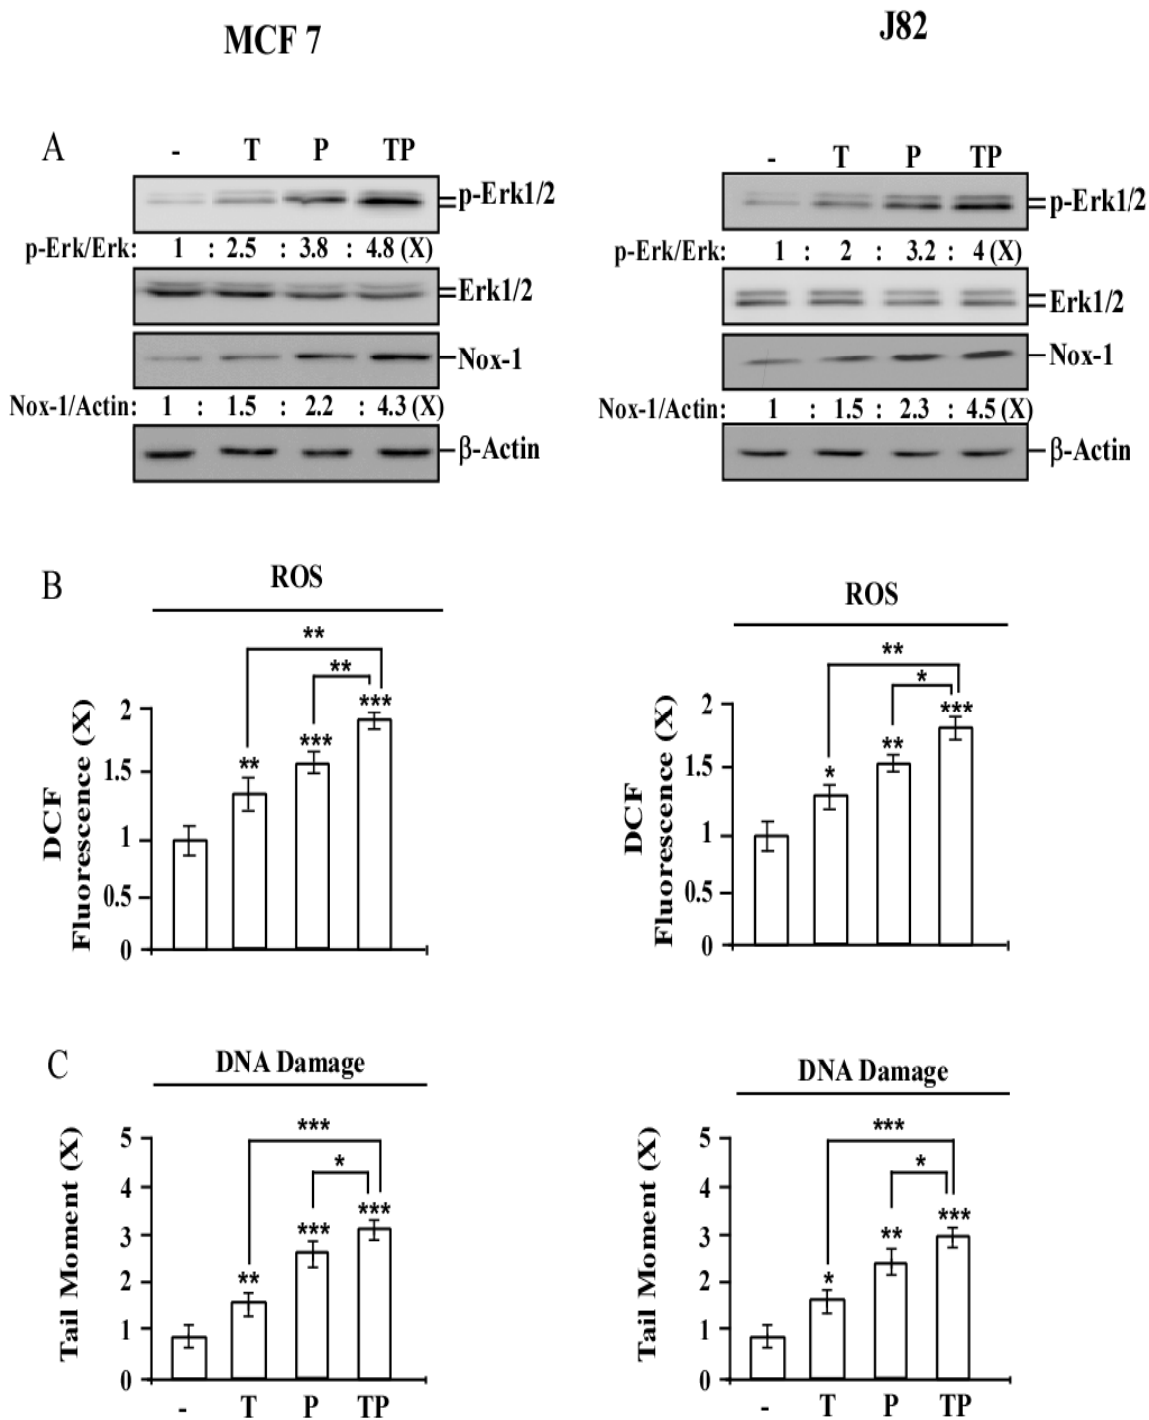 MCF 7
J82
A
- T P TP
p-Erk1/2
p-Erk/Erk: 1 : 2.5 : 3.8 : 4.8 (X)
Erk1/2
Nox-1
Nox-1/Actin: 1 : 1.5 : 2.2 : 4.3 (X)
β-Actin
- T P TP
p-Erk1/2
p-Erk/Erk: 1 : 2 : 3.2 : 4 (X)
Erk1/2
Nox-1
Nox-1/Actin: 1 : 1.5 : 2.3 : 4.5 (X)
β-Actin
B
ROS
**
**
***
***
**
2
1.5
1
0.5
0
DCF
Fluorescence (X)
ROS
**
*
***
**
*
2
1.5
1
0.5
0
DCF
Fluorescence (X)
C
DNA Damage
***
*
***
***
**
5
4
3
2
1
0
Tail Moment (X)
- T P TP
DNA Damage
***
*
***
**
*
5
4
3
2
1
0
Tail Moment (X)
- T P TP